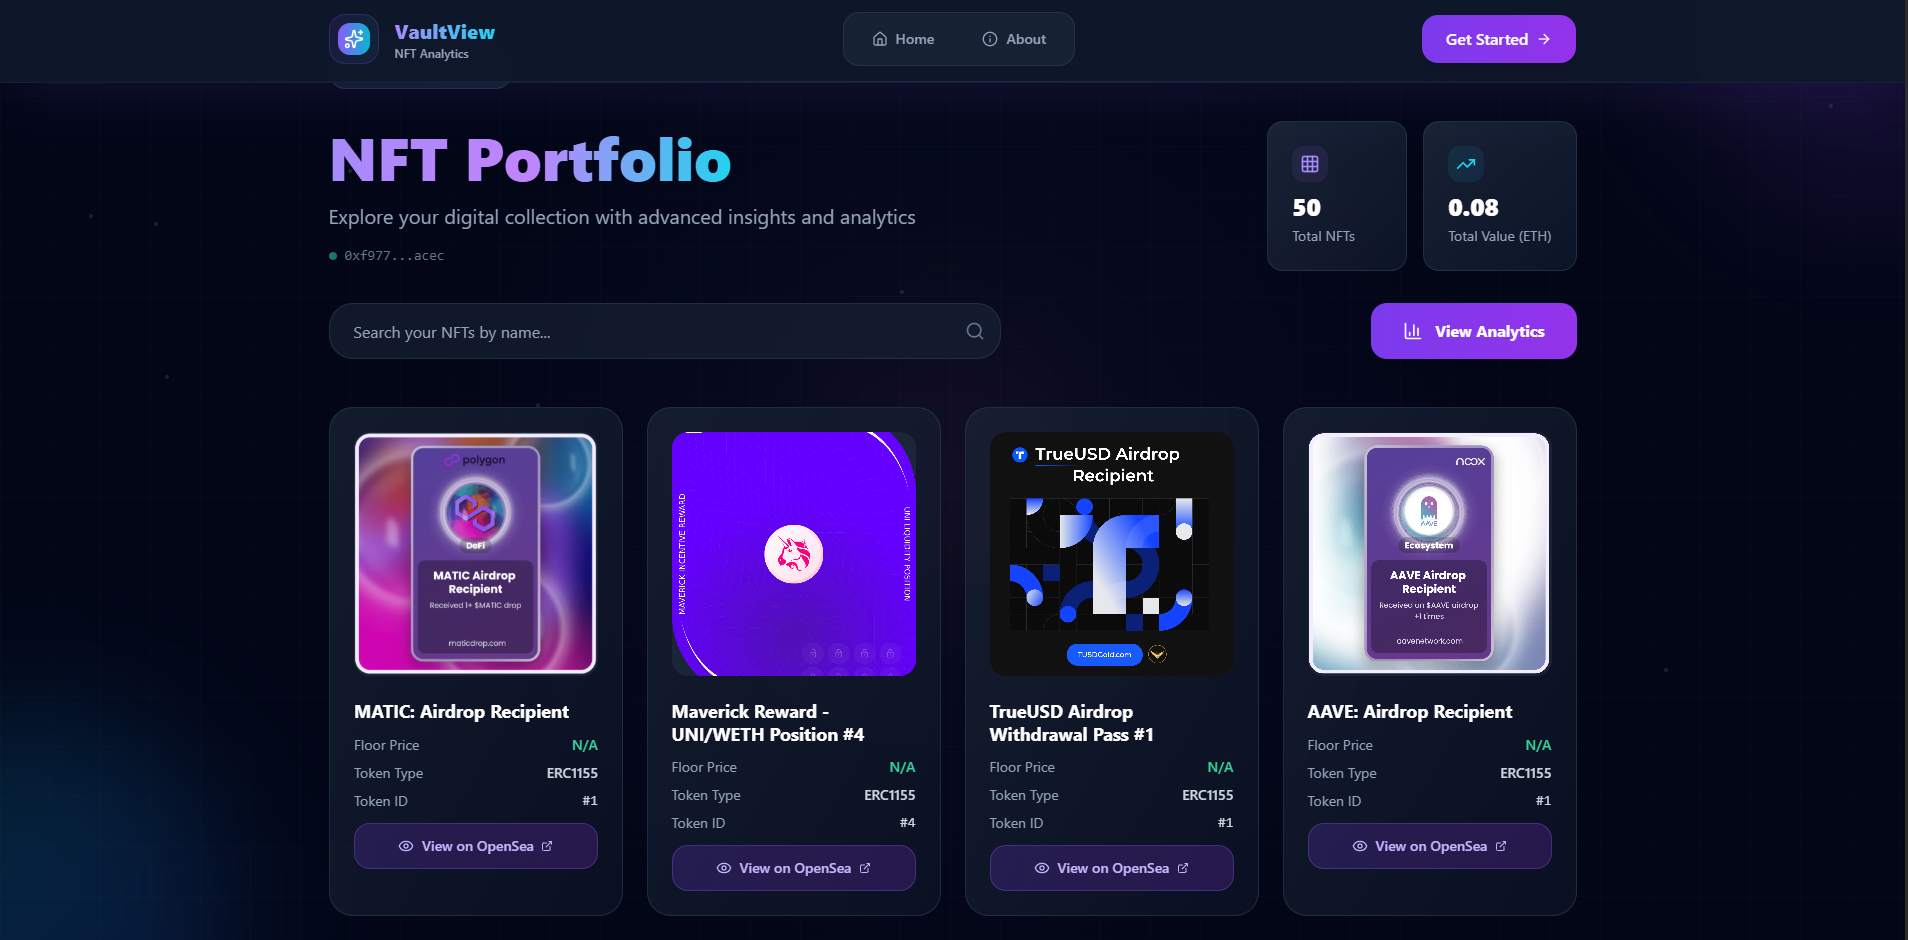 VaultView
NFT Analytics
Home
About
Get Started
NFT Portfolio
Explore your digital collection with advanced insights and analytics
0xf977...acec
50
Total NFTs
0.08
Total Value (ETH)
Search your NFTs by name...
View Analytics
polygon
DeFi
MATIC Airdrop
Recipient
Received 1+ $MATIC drop
maticdrop.com
MATIC: Airdrop Recipient
Floor Price N/A
Token Type ERC1155
Token ID #1
View on OpenSea
MAVERICK INCENTIVE REWARD
UNI LIQUIDITY POSITION
Maverick Reward -
UNI/WETH Position #4
Floor Price N/A
Token Type ERC1155
Token ID #4
View on OpenSea
TrueUSD Airdrop
Recipient
TUSDGold.com
TrueUSD Airdrop
Withdrawal Pass #1
Floor Price N/A
Token Type ERC1155
Token ID #1
View on OpenSea
noox
AAVE
Ecosystem
AAVE Airdrop
Recipient
Received an $AAVE airdrop
+1 times
aavenetwork.com
AAVE: Airdrop Recipient
Floor Price N/A
Token Type ERC1155
Token ID #1
View on OpenSea